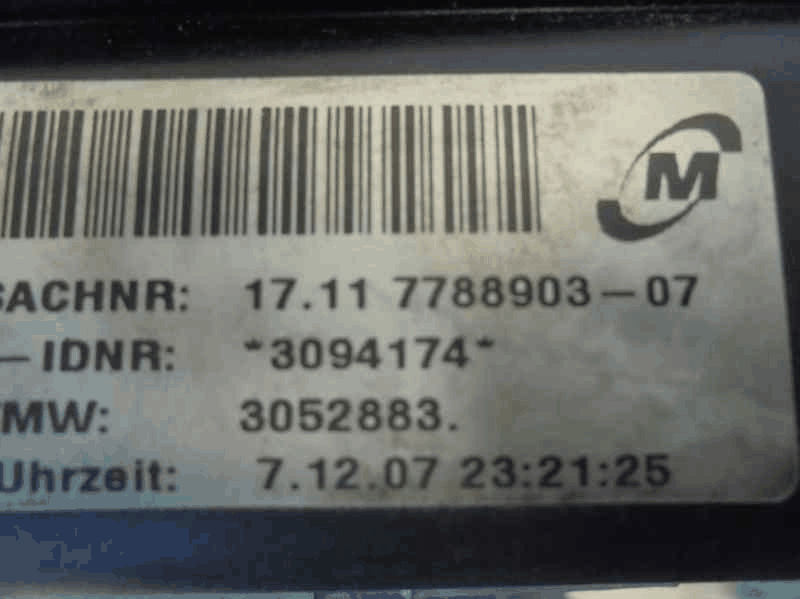 M
SACHNR: 17.11 7788903-07
-IDNR: *3094174*
MW: 3052883.
Uhrzeit: 7.12.07 23:21:25